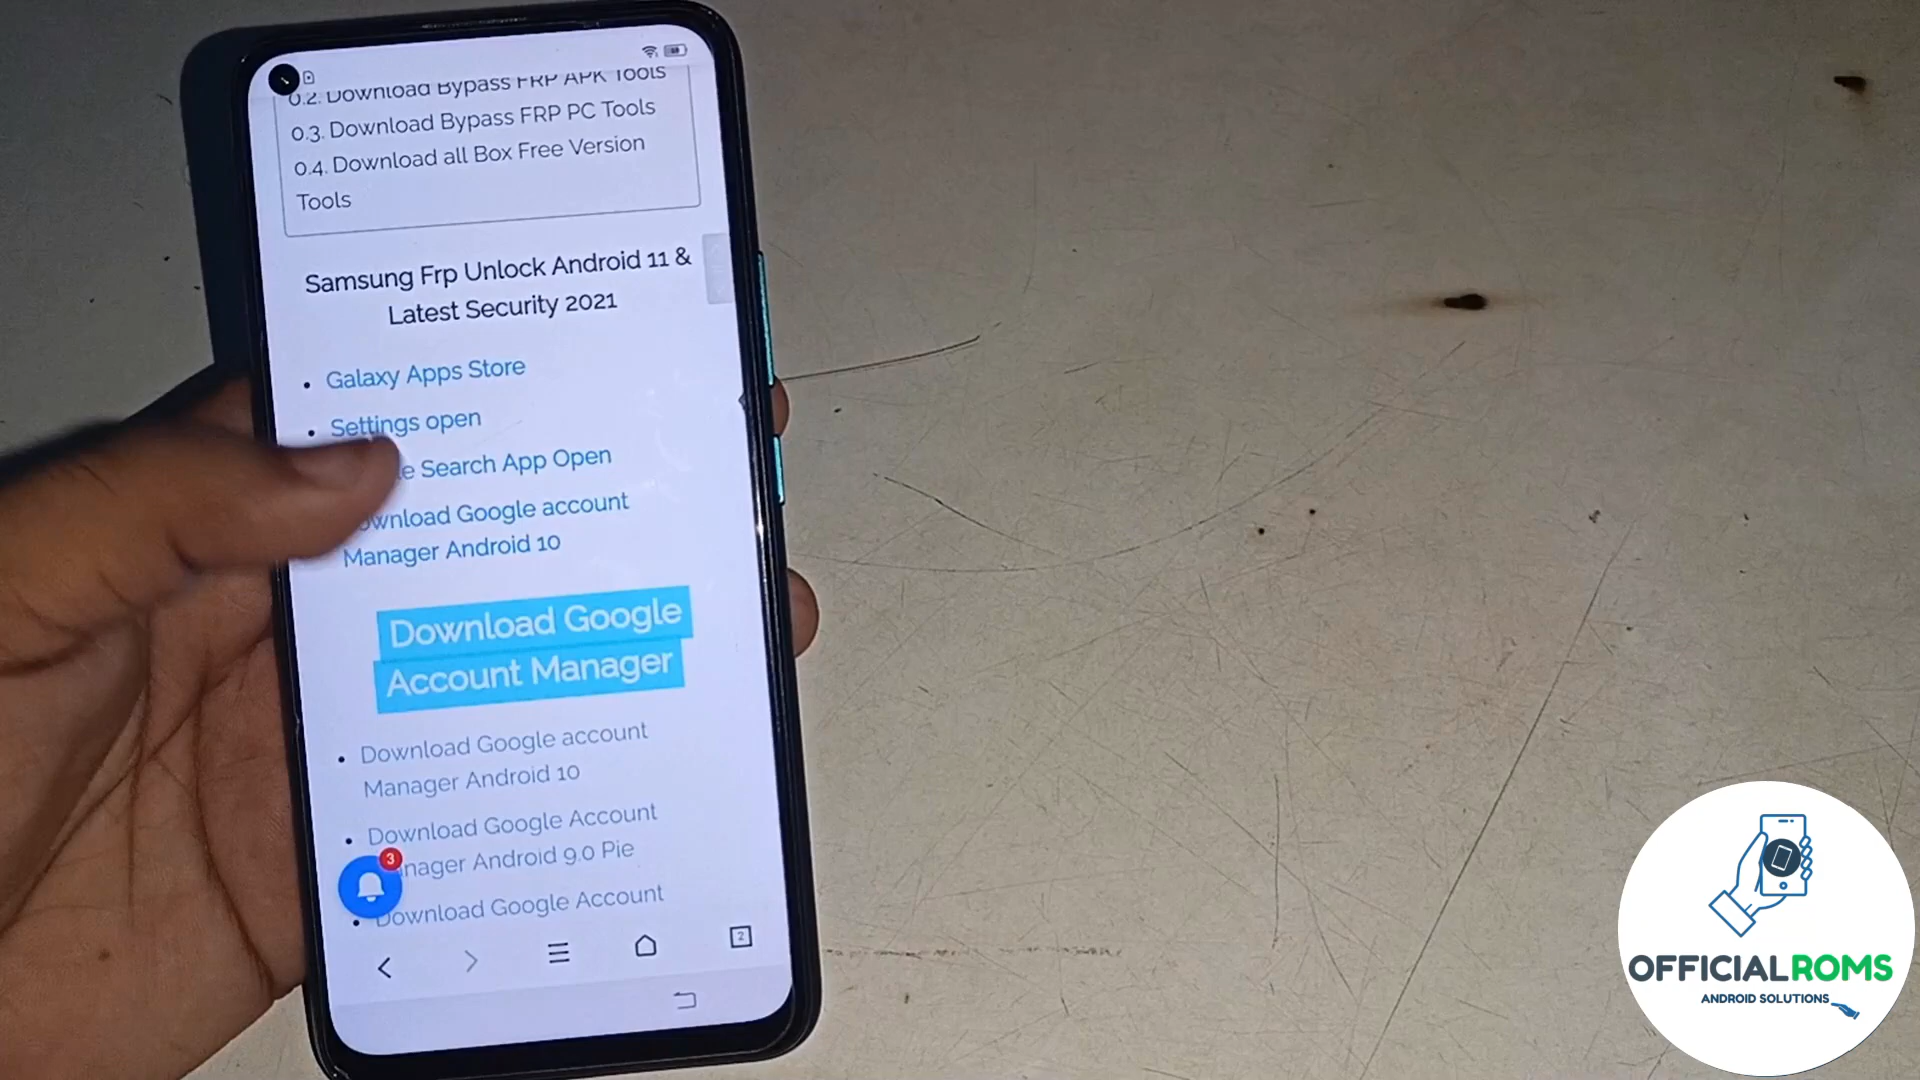 0.2. Download Bypass FRP APK Tools
0.3. Download Bypass FRP PC Tools
0.4. Download all Box Free Version
Tools
Samsung Frp Unlock Android 11 &
Latest Security 2021
Galaxy Apps Store
Settings open
Search App Open
Google account
Manager Android 10
Download Google
Account Manager
Download Google account
Manager Android 10
Download Google Account
Android 9.0 Pie
3
Download Google Account
2
OFFICIALROMS
ANDROID SOLUTIONS